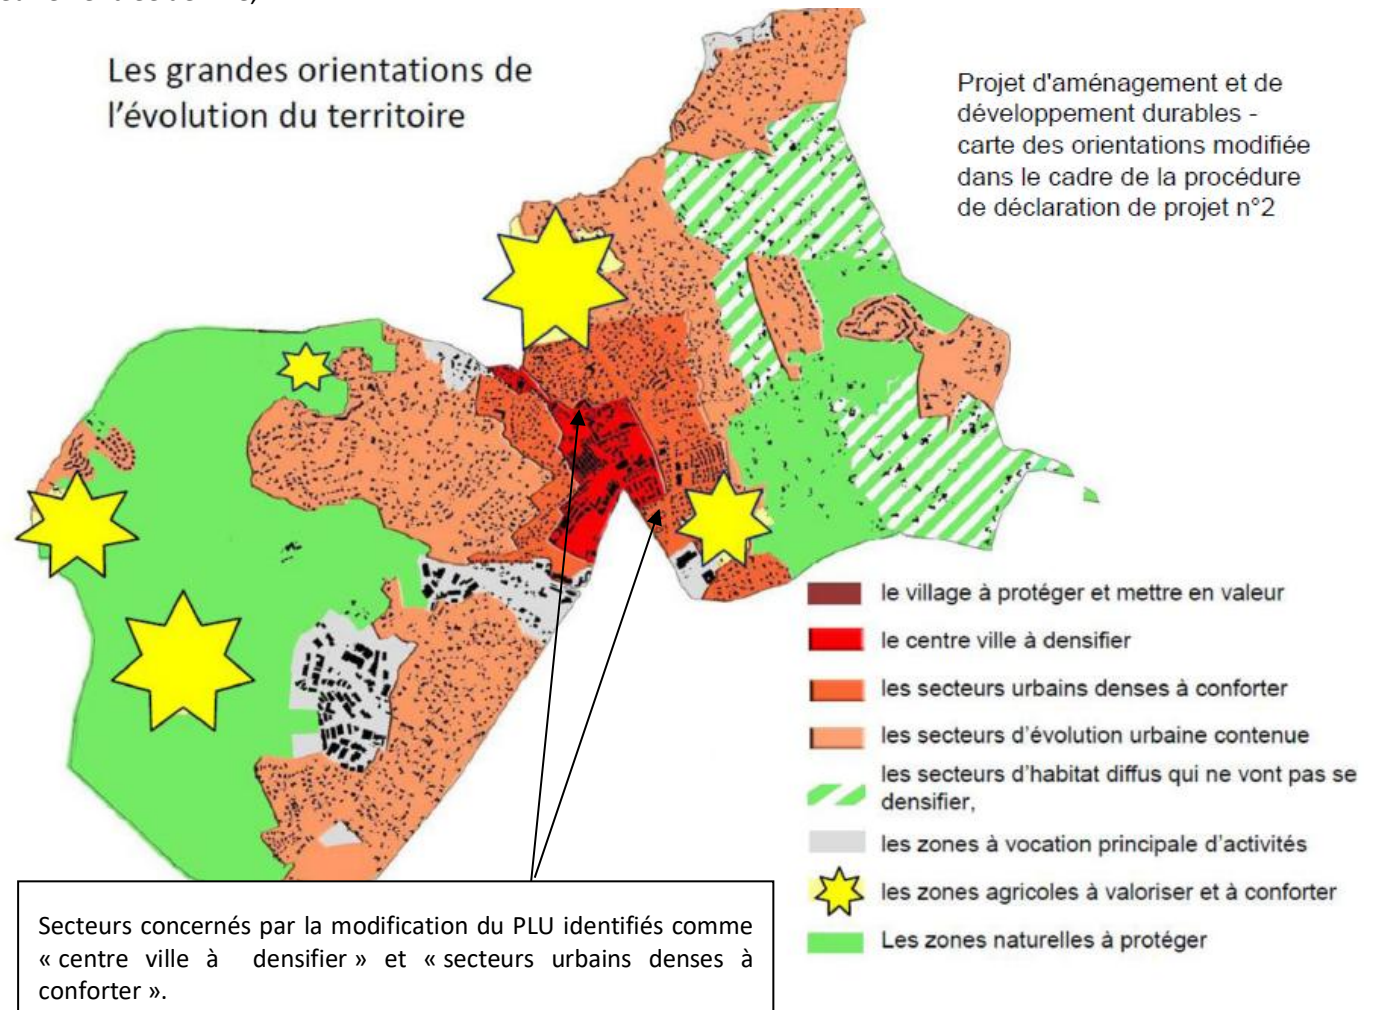 Les grandes orientations de
l'évolution du territoire
Projet d'aménagement et de
développement durables -
carte des orientations modifiée
dans le cadre de la procédure
de déclaration de projet n°2
le village à protéger et mettre en valeur
le centre ville à densifier
les secteurs urbains denses à conforter
les secteurs d'évolution urbaine contenue
les secteurs d'habitat diffus qui ne vont pas se
densifier,
les zones à vocation principale d'activités
les zones agricoles à valoriser et à conforter
Les zones naturelles à protéger
Secteurs concernés par la modification du PLU identifiés comme
« centre ville à densifier » et « secteurs urbains denses à
conforter ».